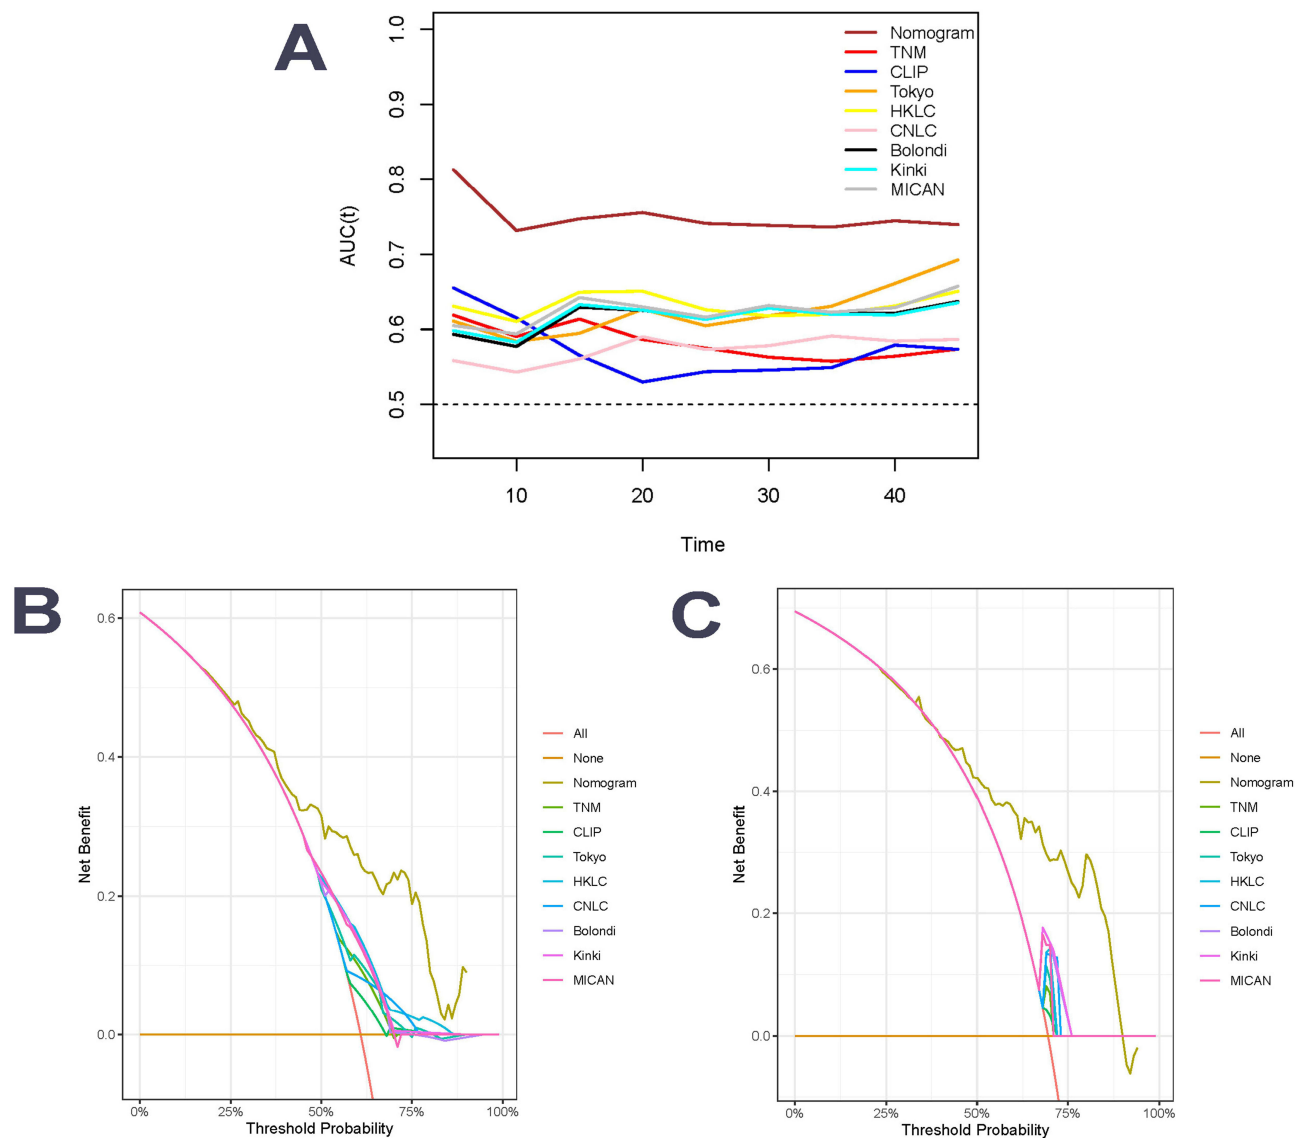 A
1.0
0.9
0.8
0.7
0.6
0.5
AUC(t)
Nomogram
TNM
CLIP
Tokyo
HKLC
CNLC
Bolondi
Kinki
MICAN
10 20 30 40
Time
B
0.6
0.4
0.2
0.0
Net Benefit
0% 25% 50% 75% 100%
Threshold Probability
All
None
Nomogram
TNM
CLIP
Tokyo
HKLC
CNLC
Bolondi
Kinki
MICAN
C
0.6
0.4
0.2
0.0
Net Benefit
0% 25% 50% 75% 100%
Threshold Probability
All
None
Nomogram
TNM
CLIP
Tokyo
HKLC
CNLC
Bolondi
Kinki
MICAN